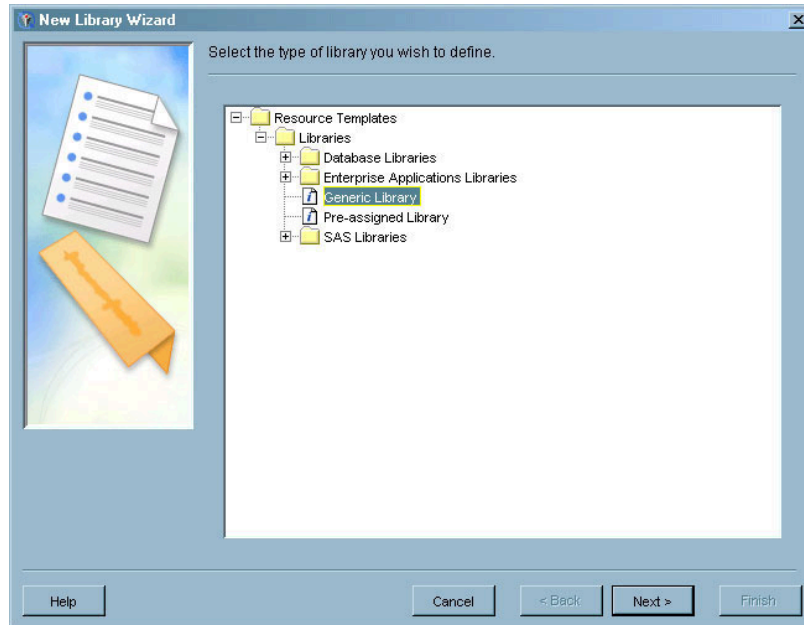 New Library Wizard
Select the type of library you wish to define.
Resource Templates
Libraries
Database Libraries
Enterprise Applications Libraries
Generic Library
Pre-assigned Library
SAS Libraries
Help Cancel < Back Next > Finish